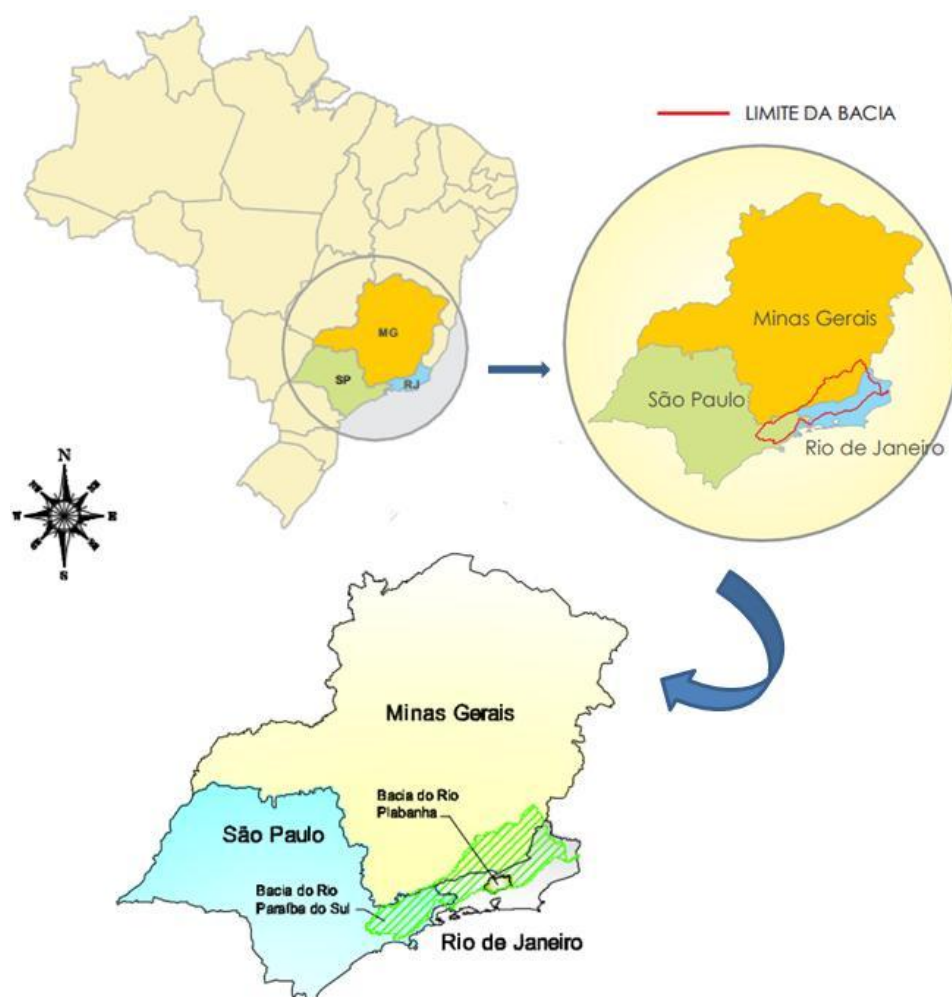 LIMITE DA BACIA
MG
SP
RJ
Minas Gerais
São Paulo
Rio de Janeiro
N
W
E
S
Minas Gerais
Bacia do Rio
Piabanha
São Paulo
Bacia do Rio
Paraíba do Sul
Rio de Janeiro